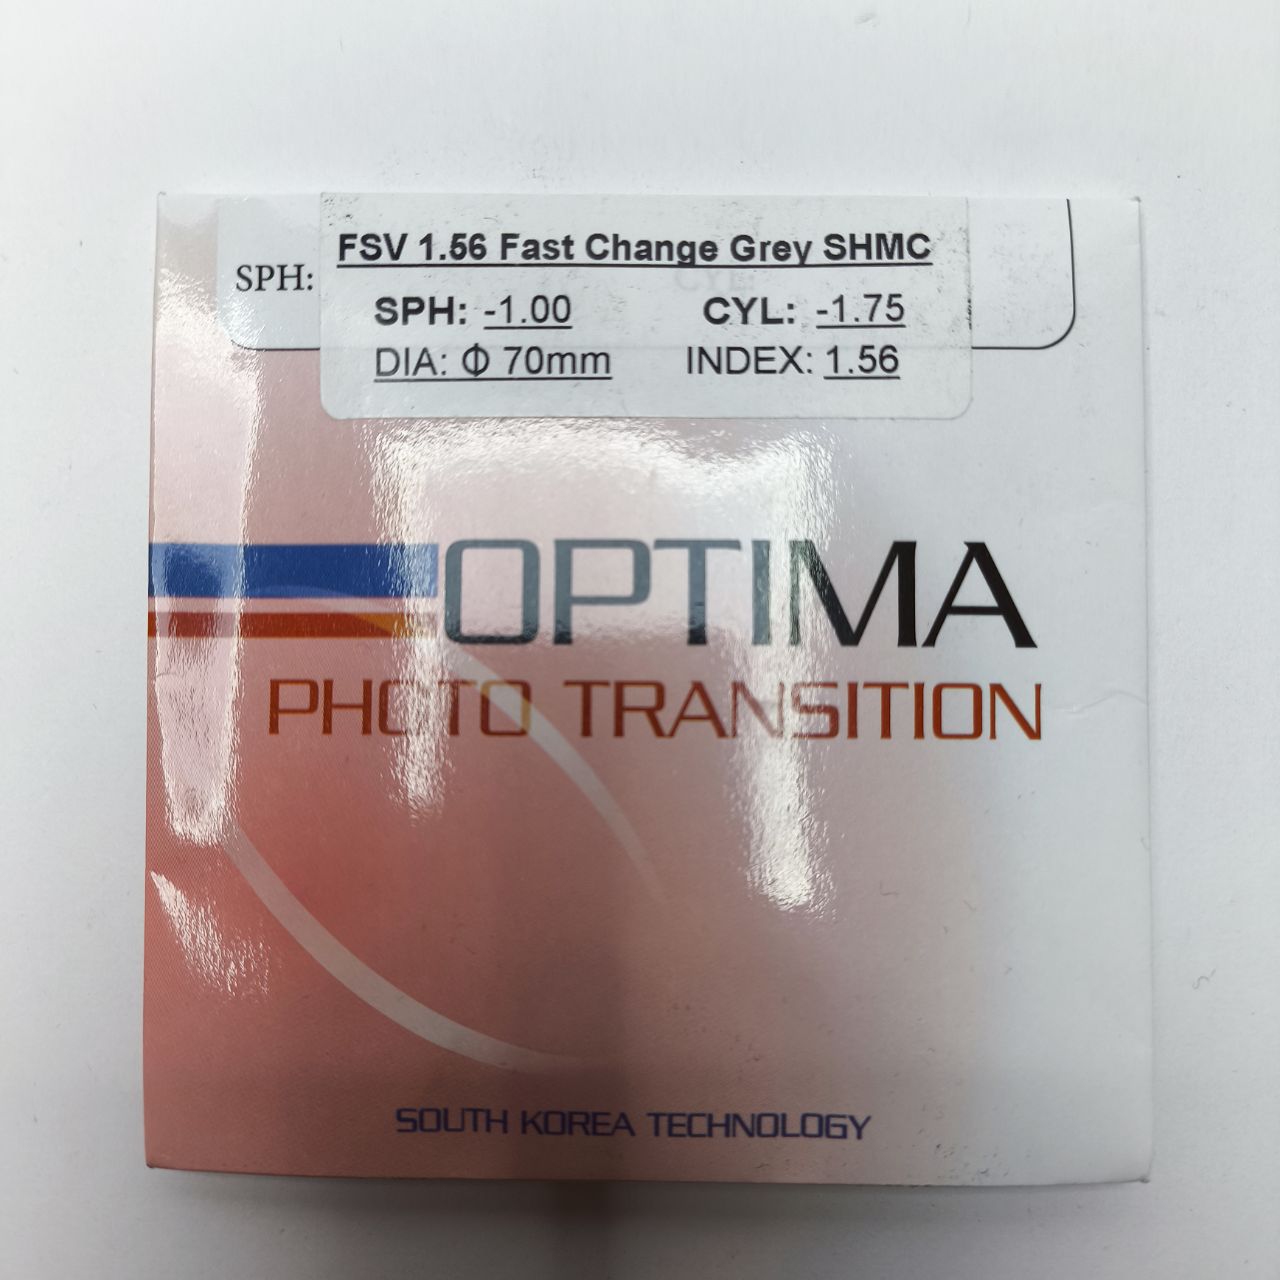 FSV 1.56 Fast Change Grey SHMC
SPH:
SPH: -1.00 CYL: -1.75
DIA: Φ 70mm INDEX: 1.56
CYL:
OPTIMA
PHOTO TRANSITION
SOUTH KOREA TECHNOLOGY